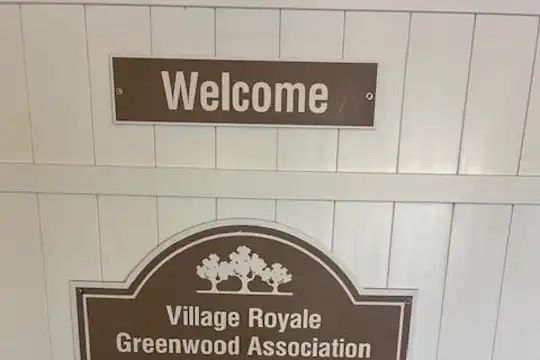 Welcome
Village Royale
Greenwood Association